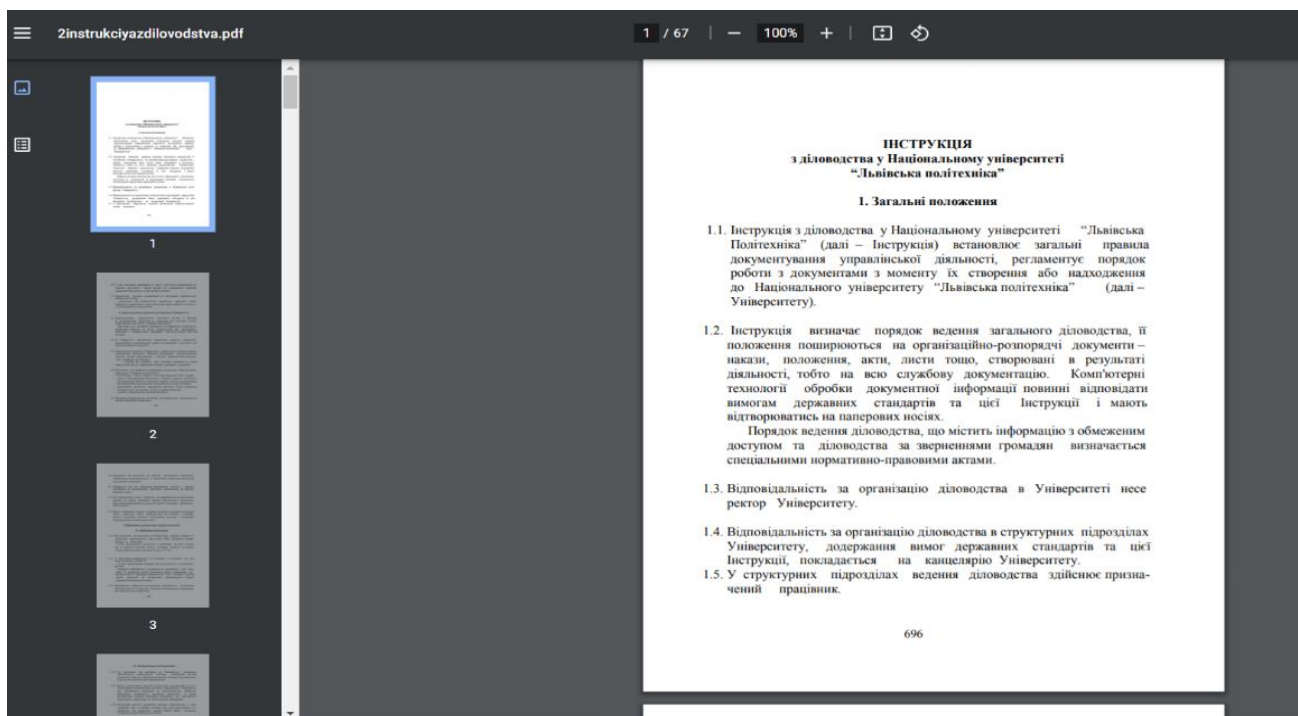 2instrukciyazdilovodstva.pdf
1 / 67
100%
1
2
3
ІНСТРУКЦІЯ
з діловодства у Національному університеті
“Львівська політехніка”
1. Загальні положення
1.1. Інструкція з діловодства у Національному університеті “Львівська
Політехніка” (далі – Інструкція) встановлює загальні правила
документування управлінської діяльності, регламентує порядок
роботи з документами з моменту їх створення або надходження
до Національного університету “Львівська політехніка” (далі –
Університету).
1.2. Інструкція визначає порядок ведення загального діловодства, її
положення поширюються на організаційно-розпорядчі документи –
накази, положення, акти, листи тощо, створювані в результаті
діяльності, тобто на всю службову документацію. Комп'ютерні
технології обробки документної інформації повинні відповідати
вимогам державних стандартів та цієї Інструкції і мають
відтворюватись на паперових носіях.
Порядок ведення діловодства, що містить інформацію з обмеженим
доступом та діловодства за зверненнями громадян визначається
спеціальними нормативно-правовими актами.
1.3. Відповідальність за організацію діловодства в Університеті несе
ректор Університету.
1.4. Відповідальність за організацію діловодства в структурних підрозділах
Університету, додержання вимог державних стандартів та цієї
Інструкції, покладається на канцелярію Університету.
1.5. У структурних підрозділах ведення діловодства здійснює призна-
чений працівник.
696